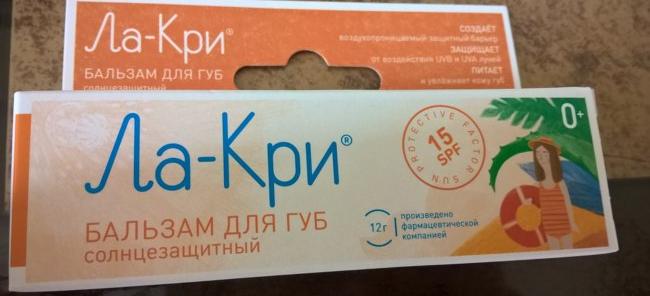 Ла-Кри®
БАЛЬЗАМ ДЛЯ ГУБ
солнцезащитный
СОЗДАЁТ
воздухопроницаемый защитный барьер
ЗАЩИЩАЕТ
от воздействия UVB и UVA лучей
ПИТАЕТ
и увлажняет кожу губ
Ла-Кри®
БАЛЬЗАМ ДЛЯ ГУБ
солнцезащитный
SUN PROTECTIVE FACTOR
15
SPF
0+
12г
произведено
фармацевтической
компанией